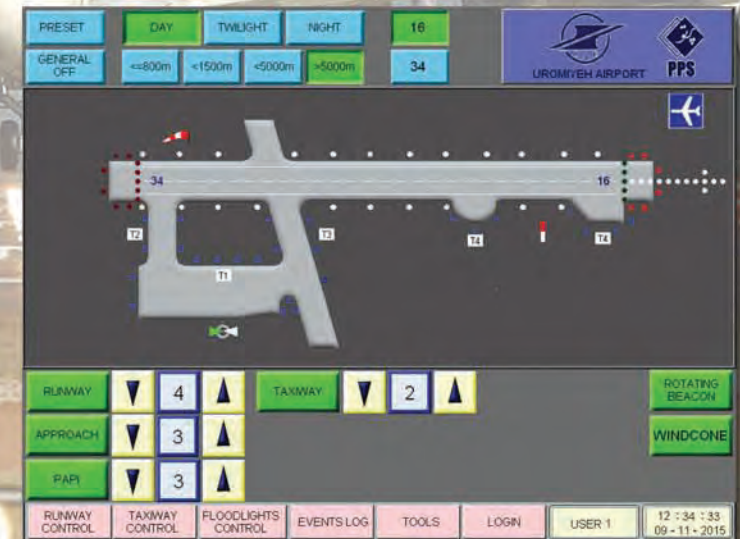 PRESET DAY TWILIGHT NIGHT 16
GENERAL OFF <=800m <1500m <5000m >5000m 34
UROMIYEH AIRPORT PPS
34 16
T2 T3 T4 T4
T1
RUNWAY 4 TAXIWAY 2 ROTATING BEACON
APPROACH 3 WINDCONE
PAPI 3
RUNWAY CONTROL TAXIWAY CONTROL FLOODLIGHTS CONTROL EVENTS LOG TOOLS LOGIN USER 1 12 : 34 : 33
09 - 11 - 2015